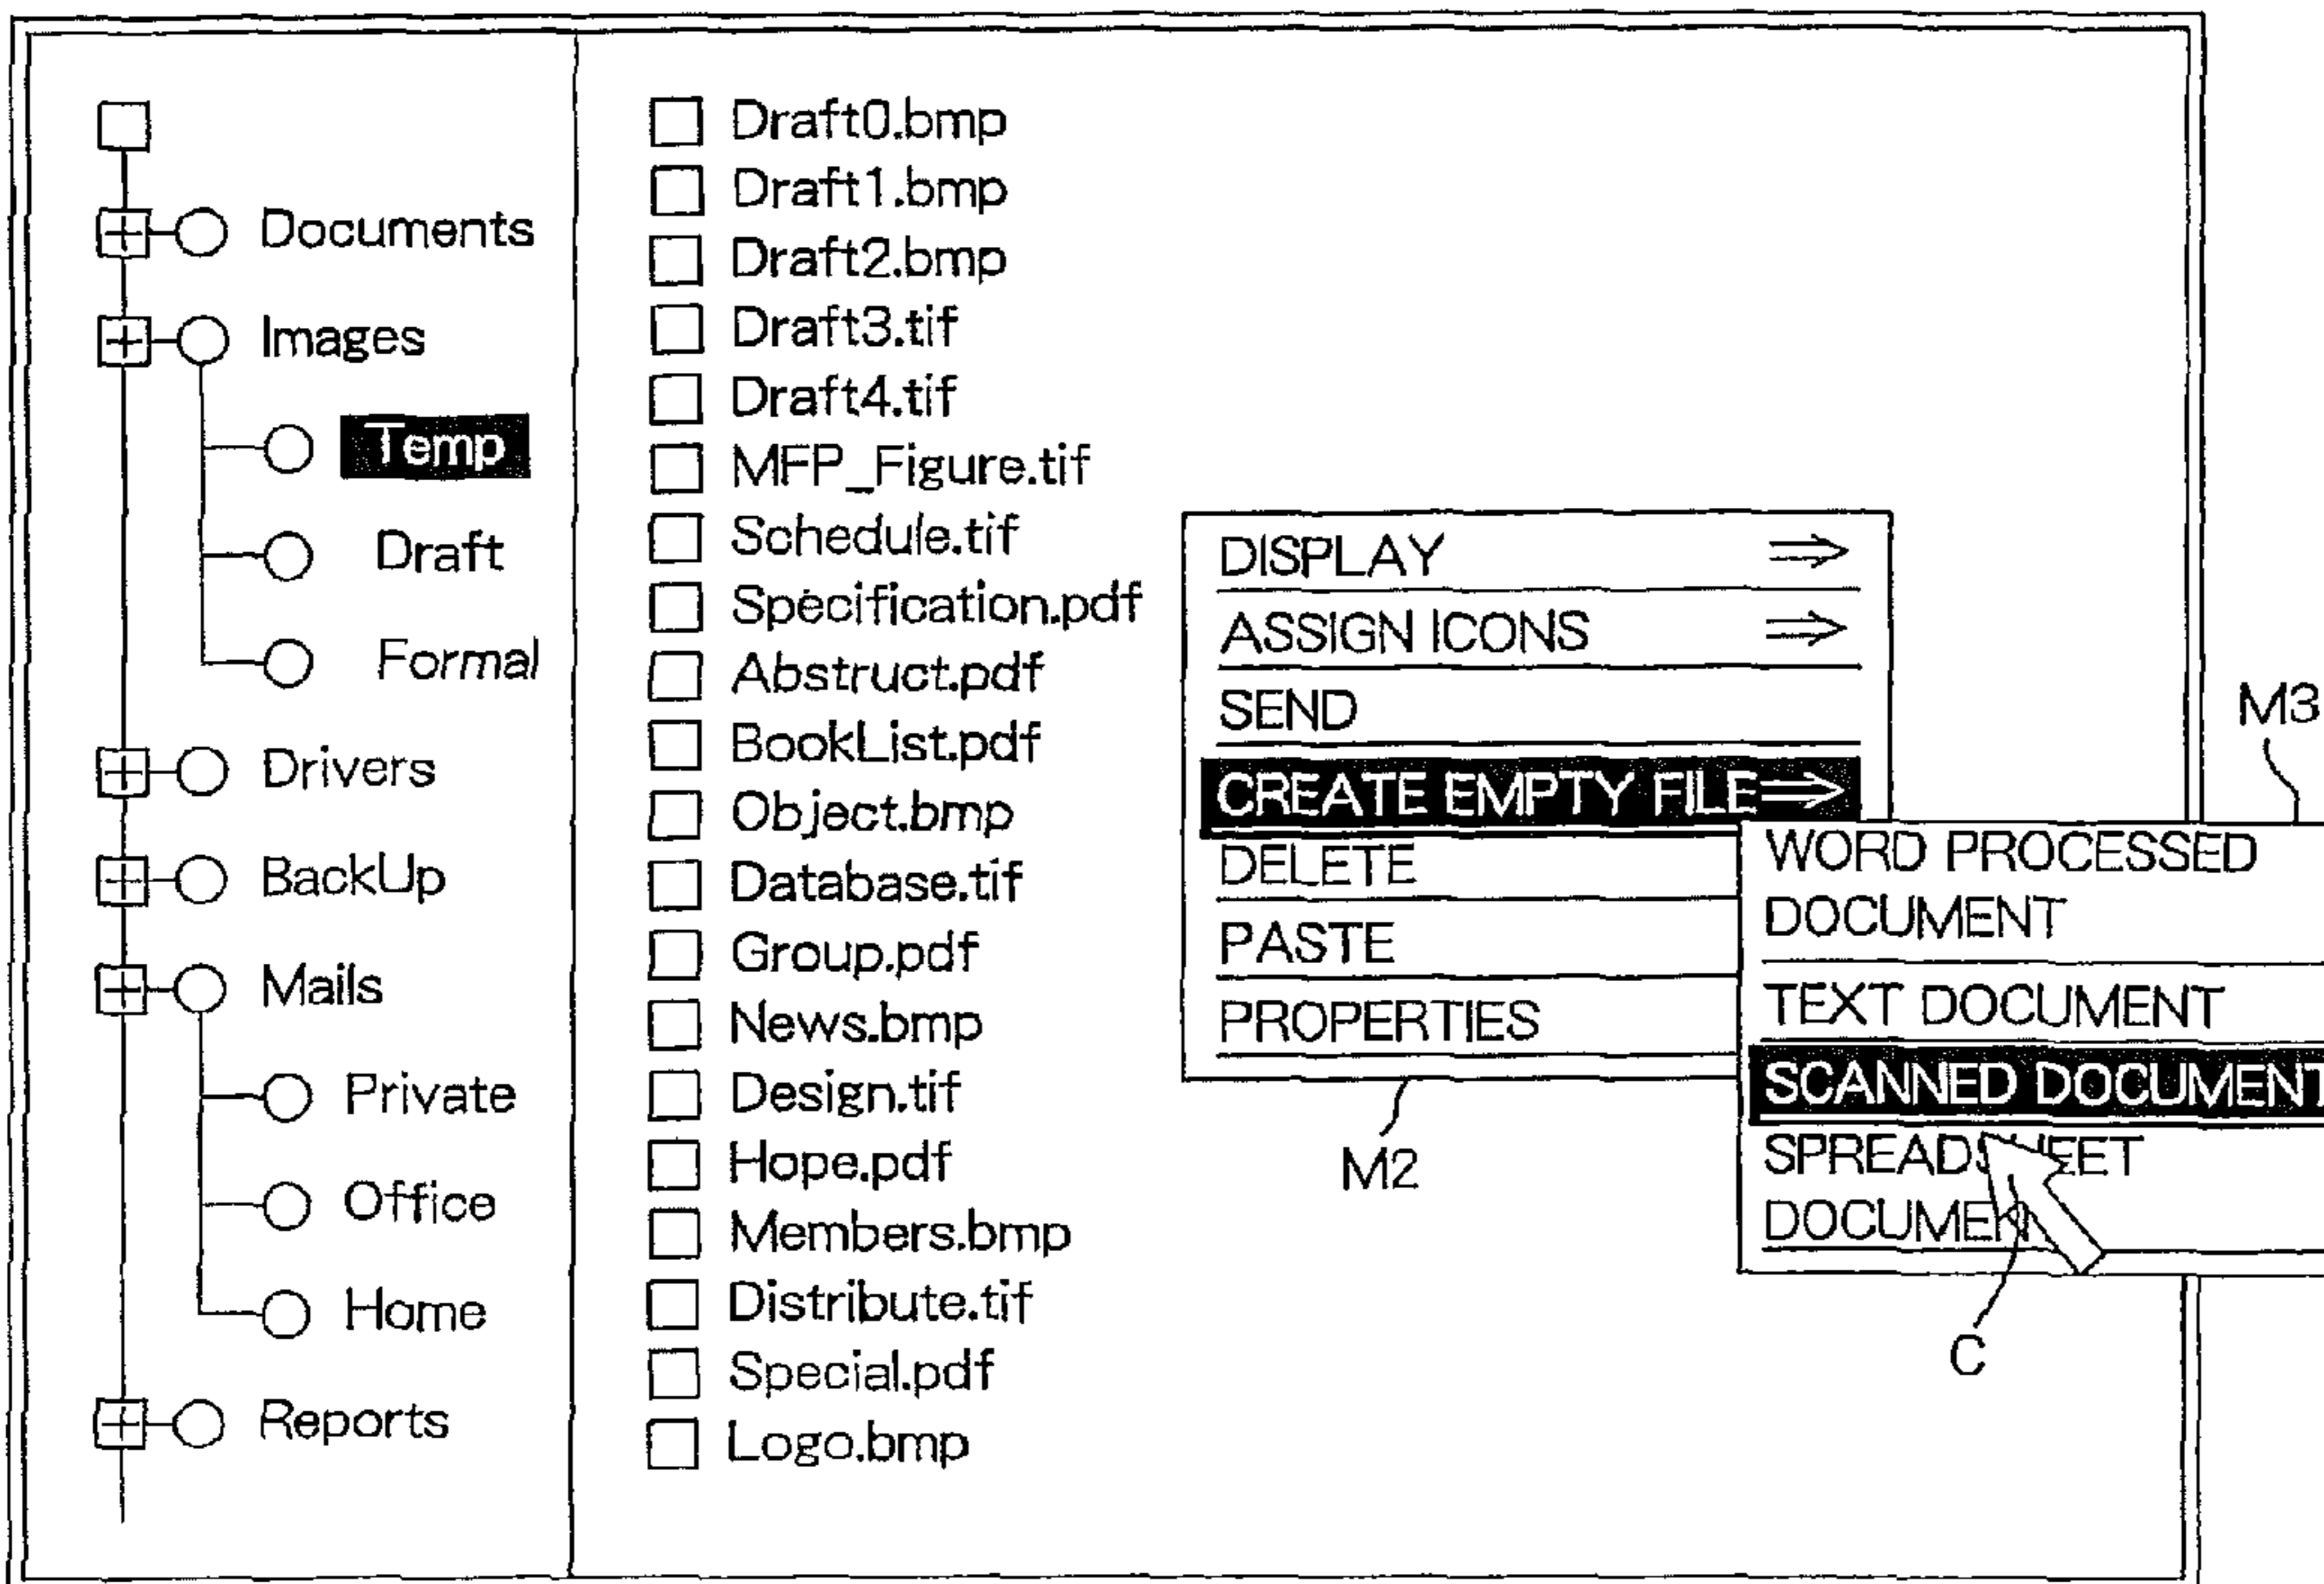 Documents
Images
Temp
Draft
Formal
Drivers
BackUp
Mails
Private
Office
Home
Reports
Draft0.bmp
Draft1.bmp
Draft2.bmp
Draft3.tif
Draft4.tif
MFP_Figure.tif
Schedule.tif
Specification.pdf
Abstruct.pdf
BookList.pdf
Object.bmp
Database.tif
Group.pdf
News.bmp
Design.tif
Hope.pdf
Members.bmp
Distribute.tif
Special.pdf
Logo.bmp
DISPLAY
ASSIGN ICONS
SEND
CREATE EMPTY FILE
DELETE
PASTE
PROPERTIES
M2
M3
WORD PROCESSED
DOCUMENT
TEXT DOCUMENT
SCANNED DOCUMENT
SPREADSHEET
DOCUMENT
C